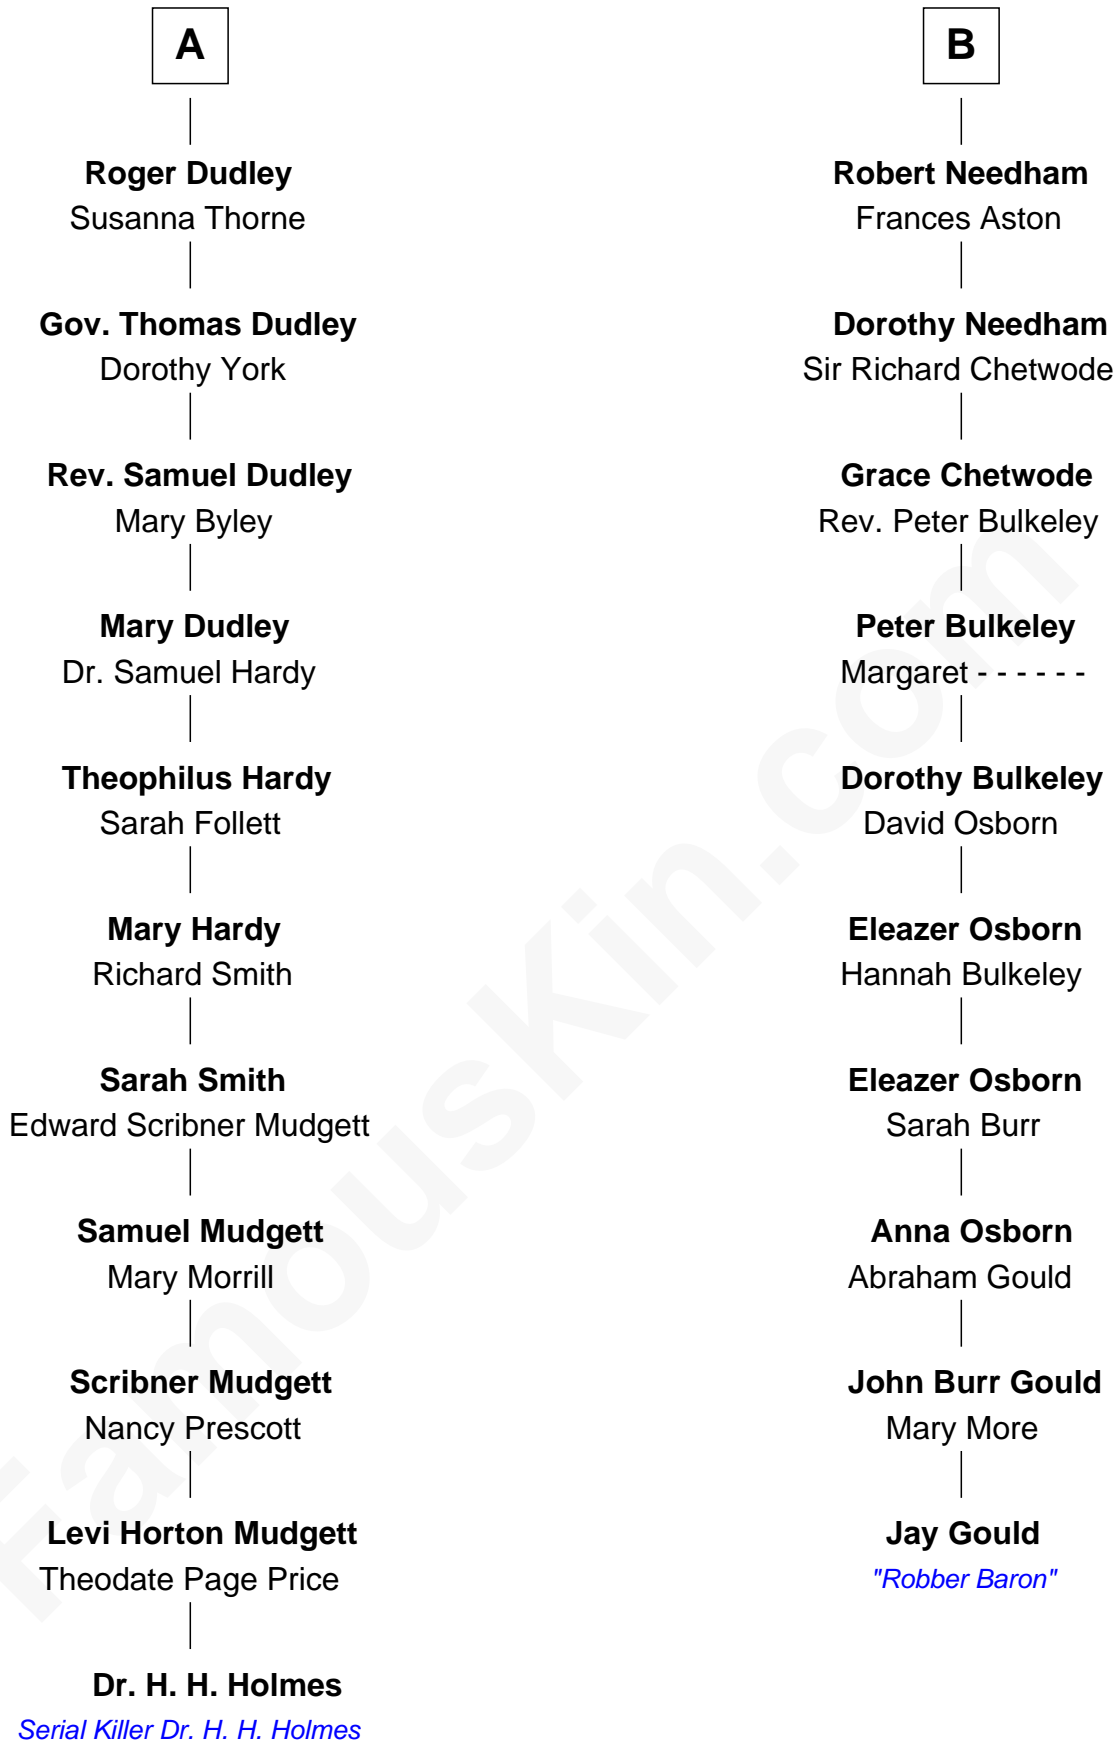 A
Roger Dudley
Susanna Thorne
Gov. Thomas Dudley
Dorothy York
Rev. Samuel Dudley
Mary Byley
Mary Dudley
Dr. Samuel Hardy
Theophilus Hardy
Sarah Follett
Mary Hardy
Richard Smith
Sarah Smith
Edward Scribner Mudgett
Samuel Mudgett
Mary Morrill
Scribner Mudgett
Nancy Prescott
Levi Horton Mudgett
Theodate Page Price
Dr. H. H. Holmes
Serial Killer Dr. H. H. Holmes
B
Robert Needham
Frances Aston
Dorothy Needham
Sir Richard Chetwode
Grace Chetwode
Rev. Peter Bulkeley
Peter Bulkeley
Margaret - - - - - -
Dorothy Bulkeley
David Osborn
Eleazer Osborn
Hannah Bulkeley
Eleazer Osborn
Sarah Burr
Anna Osborn
Abraham Gould
John Burr Gould
Mary More
Jay Gould
"Robber Baron"
FamousKin.com